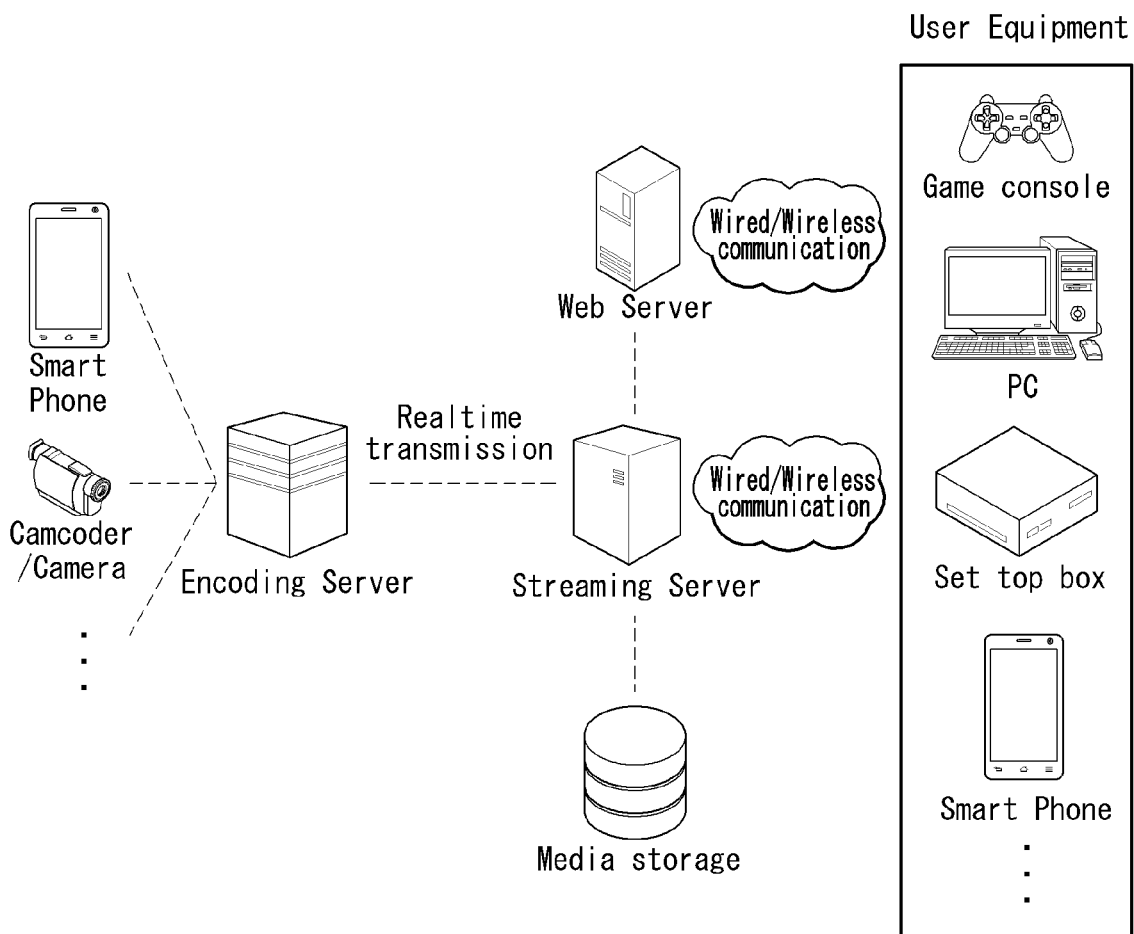 User Equipment
Game console
Wired/Wireless
communication
Web Server
PC
Smart
Phone
Realtime
transmission
Wired/Wireless
communication
Camcoder
/Camera
Encoding Server
Streaming Server
Set top box
Media storage
Smart Phone